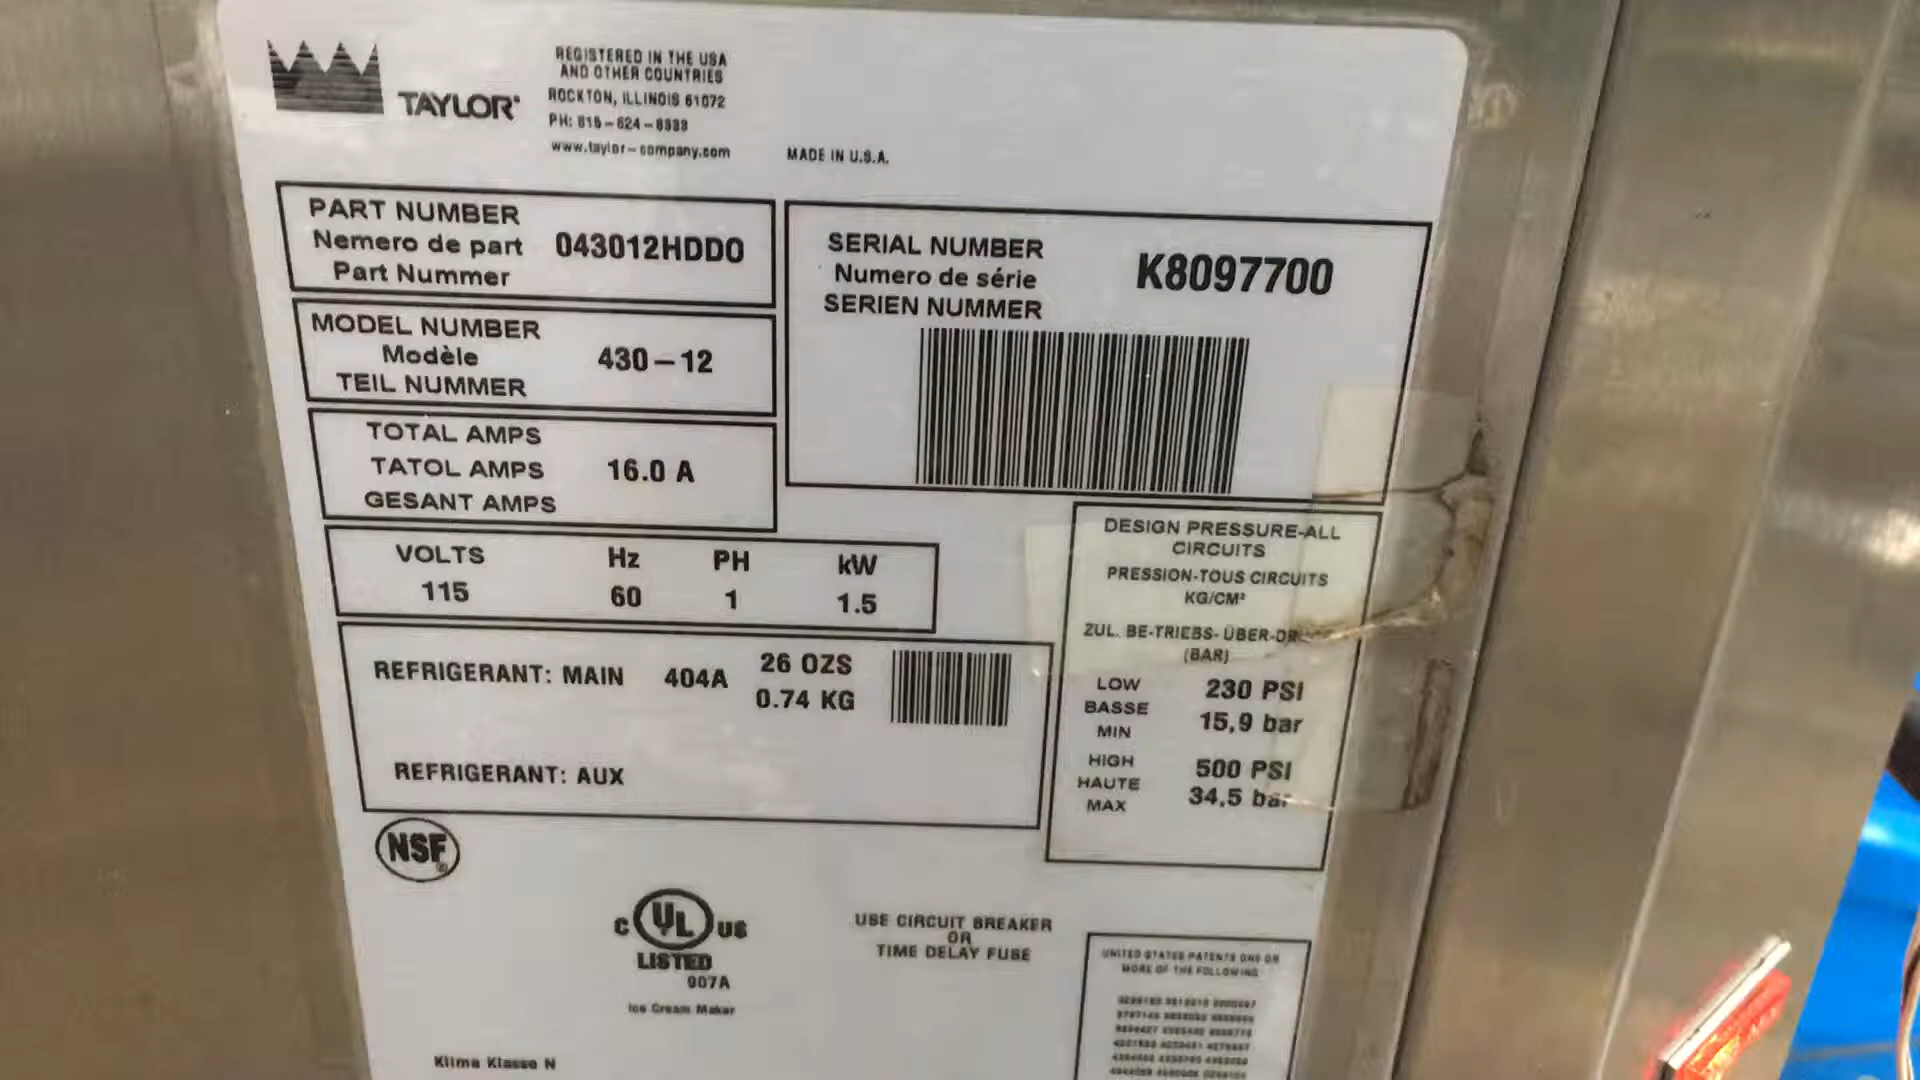 TAYLOR®
REGISTERED IN THE USA
AND OTHER COUNTRIES
ROCKTON, ILLINOIS 61072
PH: 815-624-8333
www.taylor-company.com
MADE IN U.S.A.
PART NUMBER
Nemero de part
Part Nummer
043012HDD0
SERIAL NUMBER
Numero de série
SERIEN NUMMER
K8097700
MODEL NUMBER
Modèle
TEIL NUMMER
430-12
TOTAL AMPS
TATOL AMPS
GESANT AMPS
16.0 A
VOLTS Hz PH kW
115 60 1 1.5
REFRIGERANT: MAIN 404A
26 OZS
0.74 KG
REFRIGERANT: AUX
DESIGN PRESSURE-ALL
CIRCUITS
PRESSION-TOUS CIRCUITS
KG/CM²
ZUL. BE-TRIEBS-ÜBER-DR
(BAR)
LOW
BASSE
MIN
230 PSI
15,9 bar
HIGH
HAUTE
MAX
500 PSI
34,5 bar
NSF®
C UL US
LISTED
907A
Ice Cream Maker
USE CIRCUIT BREAKER
OR
TIME DELAY FUSE
UNITED STATES PATENTS ONE OR
MORE OF THE FOLLOWING
Klima Klasse N